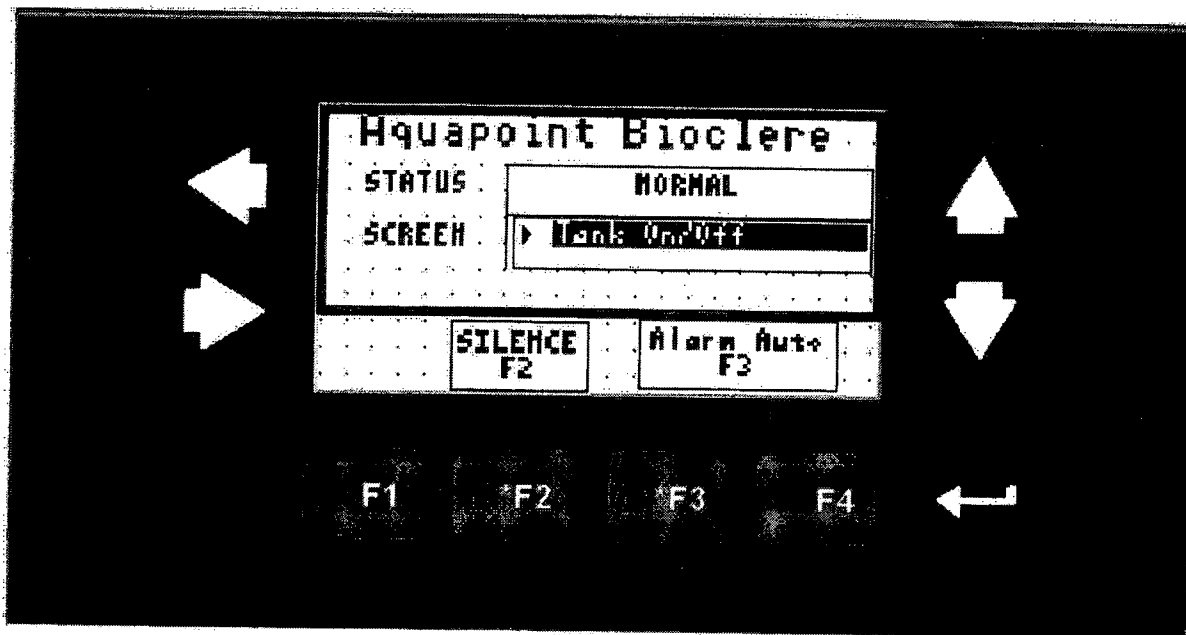 Aquapoint Bioclere
STATUS NORMAL
SCREEN Tank On/Off
SILENCE Alarm Auto
F2 F3
F1 *F2 *F3 F4